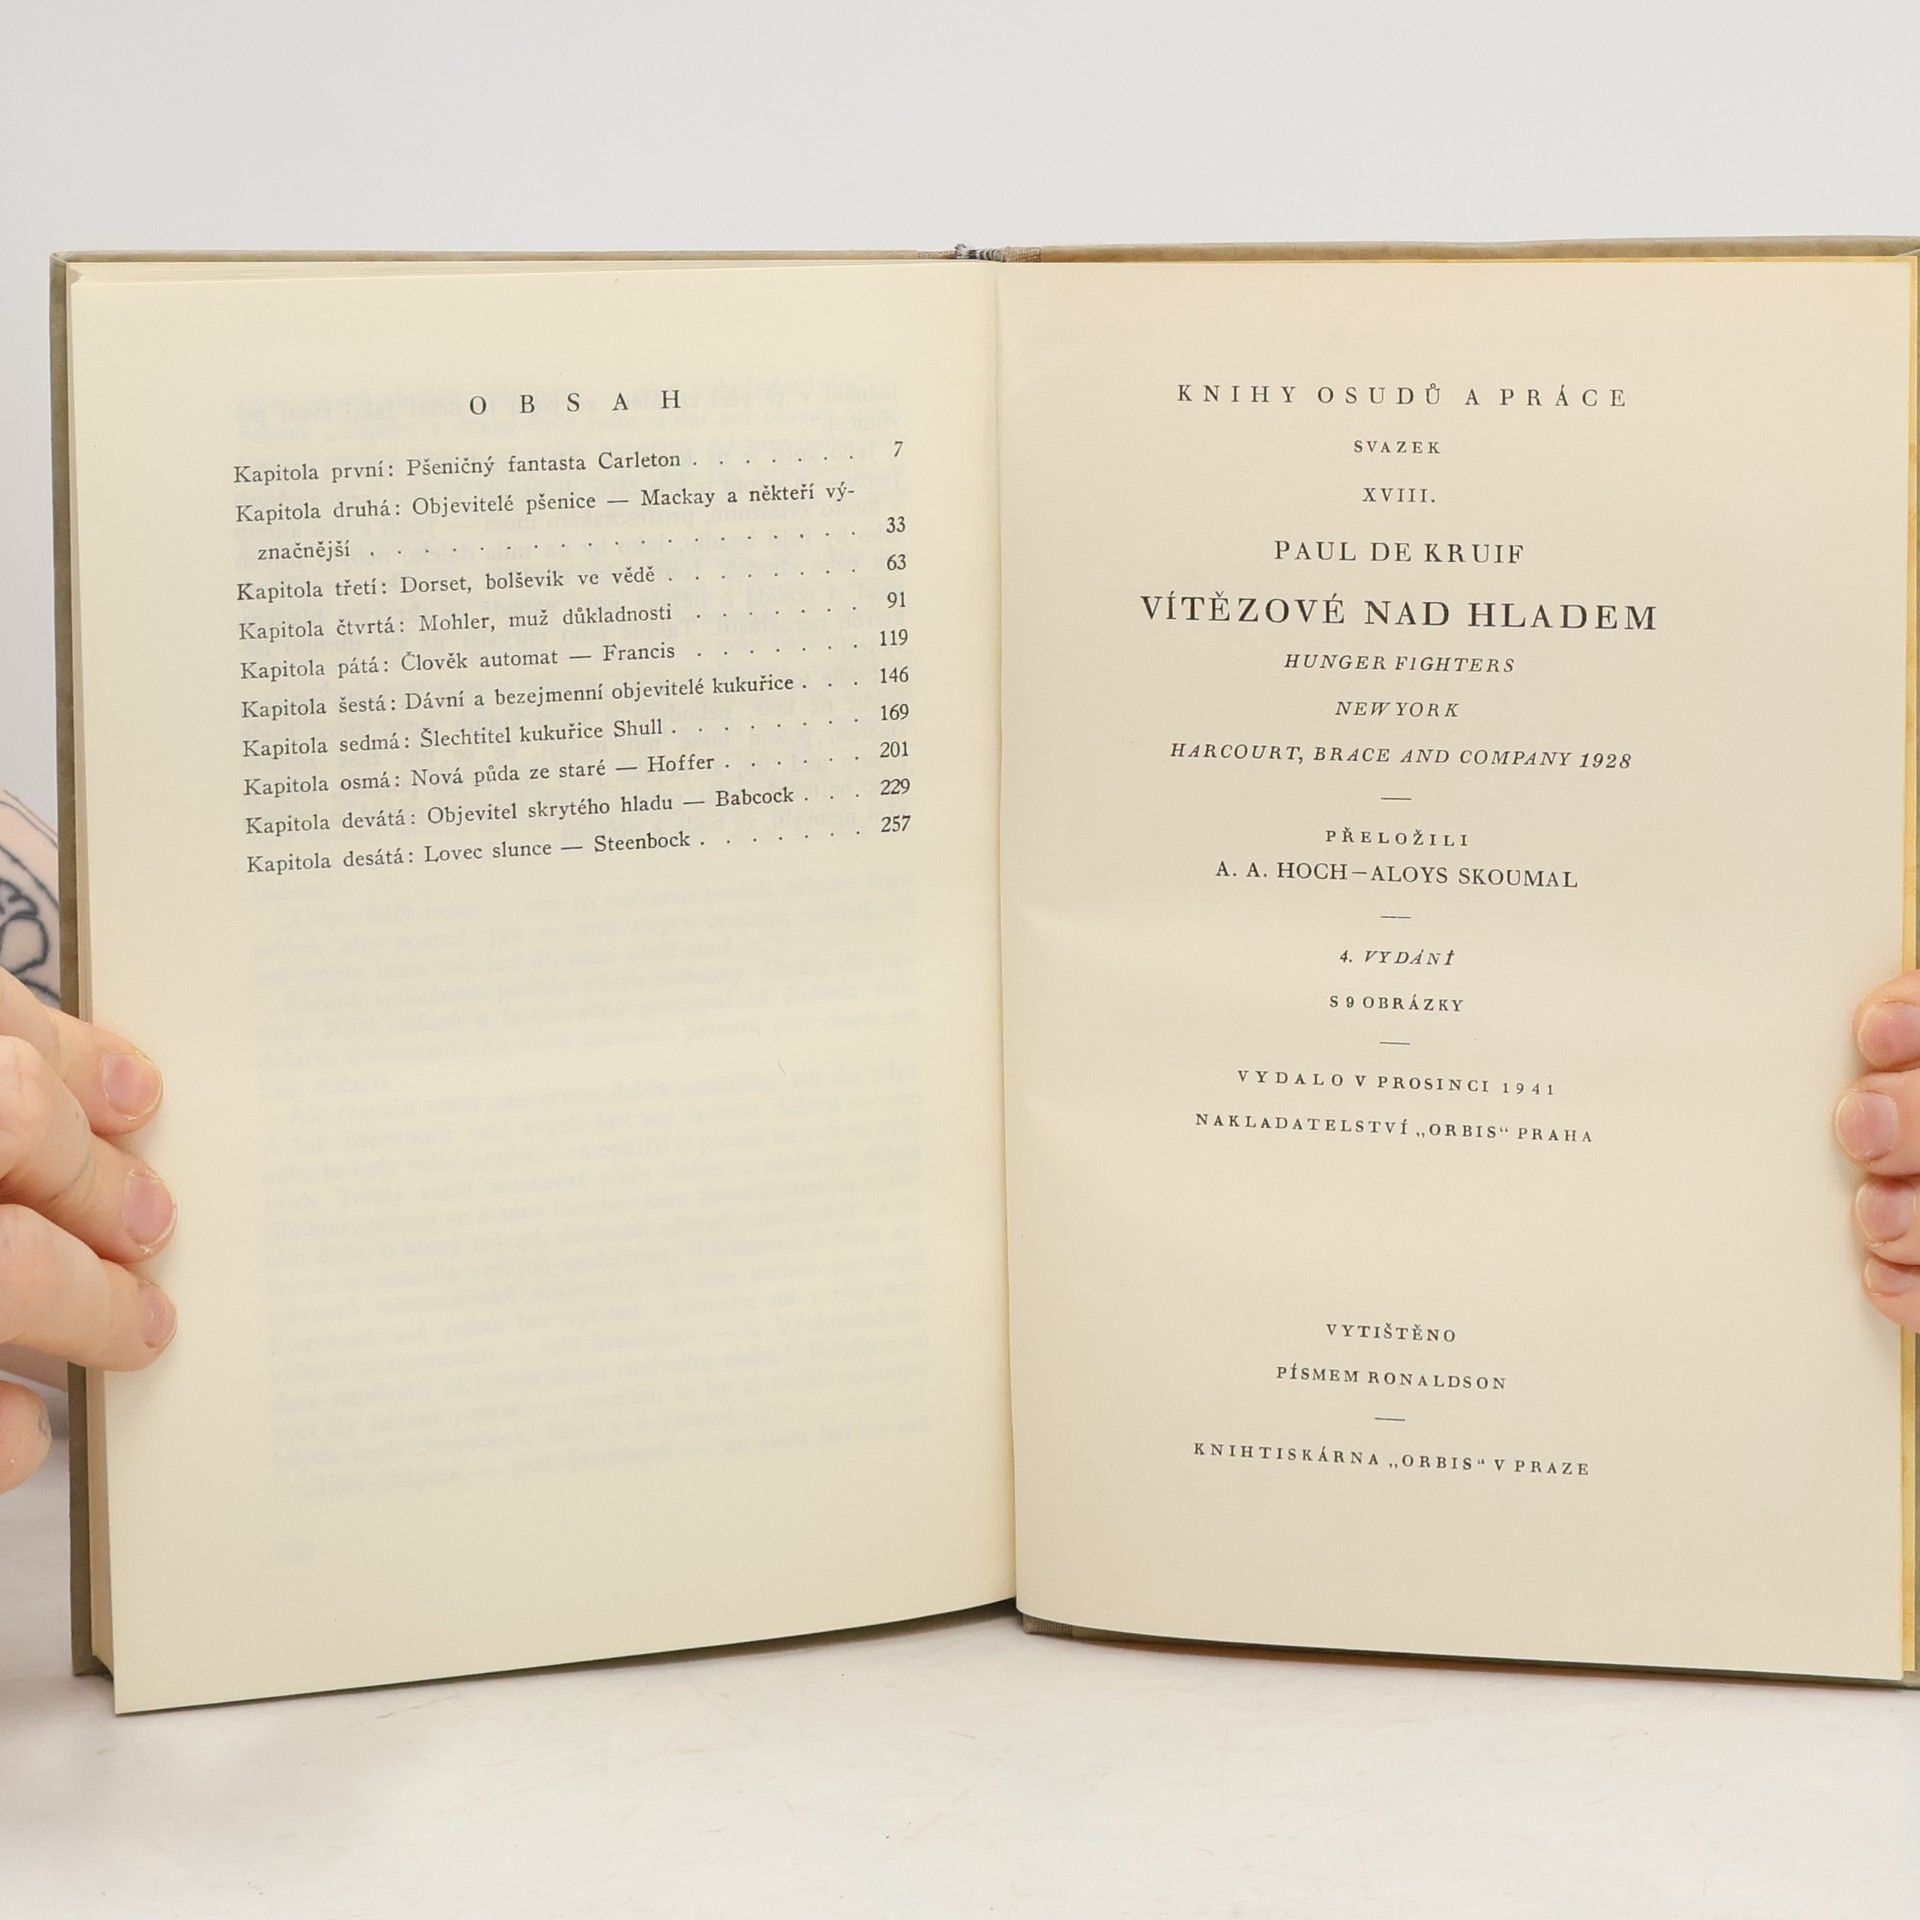 OBSAH
Kapitola první: Pšeničný fantasta Carleton . . . . . . . 7
Kapitola druhá: Objevitelé pšenice — Mackay a někteří vý-
značnější . . . . . . . . . . . . . . . . . . . 33
Kapitola třetí: Dorset, bolševik ve vědě . . . . . . . . 63
Kapitola čtvrtá: Mohler, muž důkladnosti . . . . . . . 91
Kapitola pátá: Člověk automat — Francis . . . . . . . 119
Kapitola šestá: Dávní a bezejmenní objevitelé kukuřice . . . 146
Kapitola sedmá: Šlechtitel kukuřice Shull . . . . . . . . 169
Kapitola osmá: Nová půda ze staré — Hoffer . . . . . . 201
Kapitola devátá: Objevitel skrytého hladu — Babcock . . . 229
Kapitola desátá: Lovec slunce — Steenbock . . . . . . . 257
KNIHY OSUDŮ A PRÁCE
SVAZEK
XVIII.
PAUL DE KRUIF
VÍTĚZOVÉ NAD HLADEM
HUNGER FIGHTERS
NEW YORK
HARCOURT, BRACE AND COMPANY 1928
PŘELOŽILI
A. A. HOCH—ALOYS SKOUMAL
4. VYDÁNÍ
S 9 OBRÁZKY
VYDALO V PROSINCI 1941
NAKLADATELSTVÍ „ORBIS“ PRAHA
VYTIŠTĚNO
PÍSMEM RONALDSON
KNIHTISKÁRNA „ORBIS“ V PRAZE